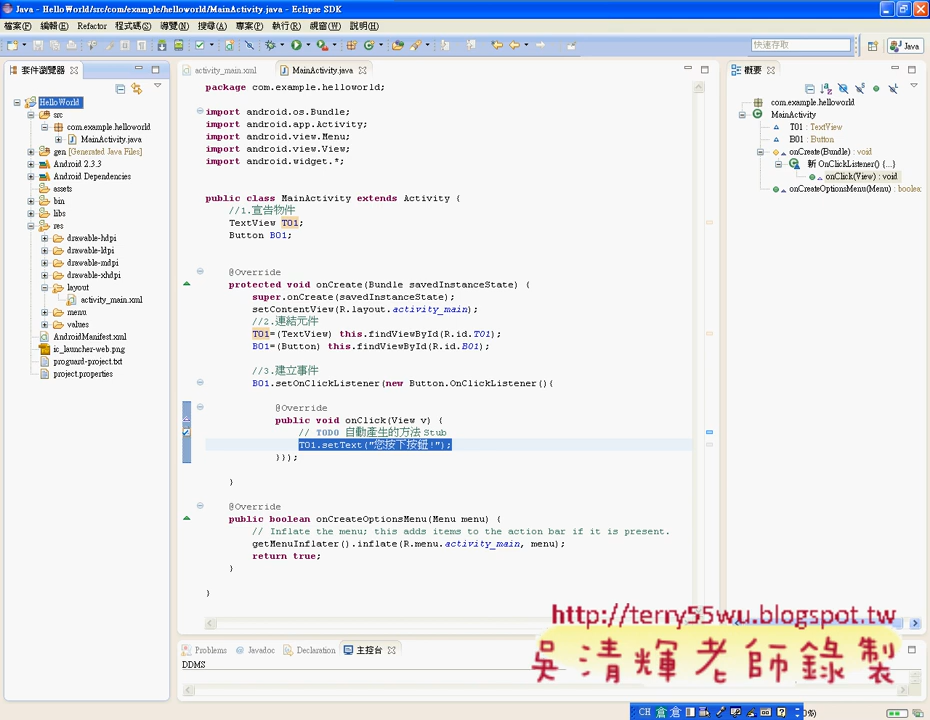 Java - HelloWorld/src/com/example/helloworld/MainActivity.java - Eclipse SDK
檔案(F) 編輯(E) Refactor 程式碼(S) 導覽(N) 搜尋(A) 專案(P) 執行(R) 視窗(W) 說明(H)
快速存取
Java
套件瀏覽器
activity_main.xml
MainActivity.java
概要
HelloWorld
src
com.example.helloworld
MainActivity.java
gen [Generated Java Files]
Android 2.3.3
Android Dependencies
assets
bin
libs
res
drawable-hdpi
drawable-ldpi
drawable-mdpi
drawable-xhdpi
layout
activity_main.xml
menu
values
AndroidManifest.xml
ic_launcher-web.png
proguard-project.txt
project.properties
package com.example.helloworld;
import android.os.Bundle;
import android.app.Activity;
import android.view.Menu;
import android.view.View;
import android.widget.*;
public class MainActivity extends Activity {
//1.宣告物件
TextView T01;
Button B01;
@Override
protected void onCreate(Bundle savedInstanceState) {
super.onCreate(savedInstanceState);
setContentView(R.layout.activity_main);
//2.連結元件
T01=(TextView) this.findViewById(R.id.T01);
B01=(Button) this.findViewById(R.id.B01);
//3.建立事件
B01.setOnClickListener(new Button.OnClickListener(){
@Override
public void onClick(View v) {
// TODO 自動產生的方法 Stub
T01.setText("您按下按鈕!");
}});
}
@Override
public boolean onCreateOptionsMenu(Menu menu) {
// Inflate the menu; this adds items to the action bar if it is present.
getMenuInflater().inflate(R.menu.activity_main, menu);
return true;
}
}
com.example.helloworld
MainActivity
T01 : TextView
B01 : Button
onCreate(Bundle) : void
新 OnClickListener() {...}
onClick(View) : void
onCreateOptionsMenu(Menu) : boolea
Problems
Javadoc
Declaration
主控台
DDMS
http://terry55wu.blogspot.tw
吳清輝老師錄製
CH